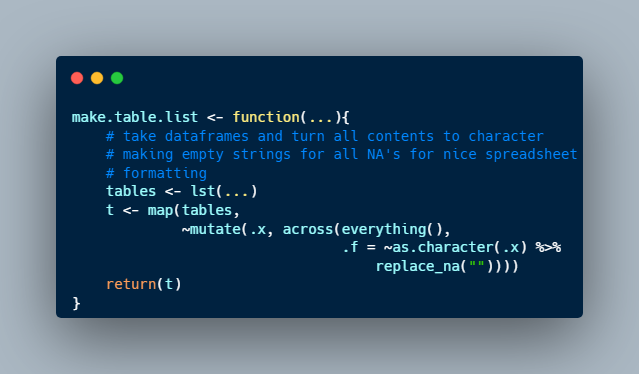 make.table.list <- function(...){
    # take dataframes and turn all contents to character
    # making empty strings for all NA's for nice spreadsheet
    # formatting
    tables <- lst(...)
    t <- map(tables,
             ~mutate(.x, across(everything(),
                                .f = ~as.character(.x) %>%
                                    replace_na(""))))
    return(t)
}